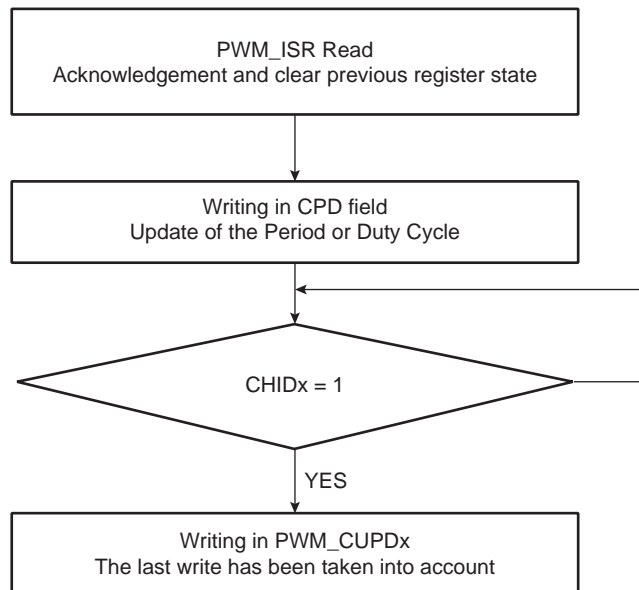 PWM_ISR Read
Acknowledgement and clear previous register state
Writing in CPD field
Update of the Period or Duty Cycle
CHIDx = 1
YES
Writing in PWM_CUPDx
The last write has been taken into account